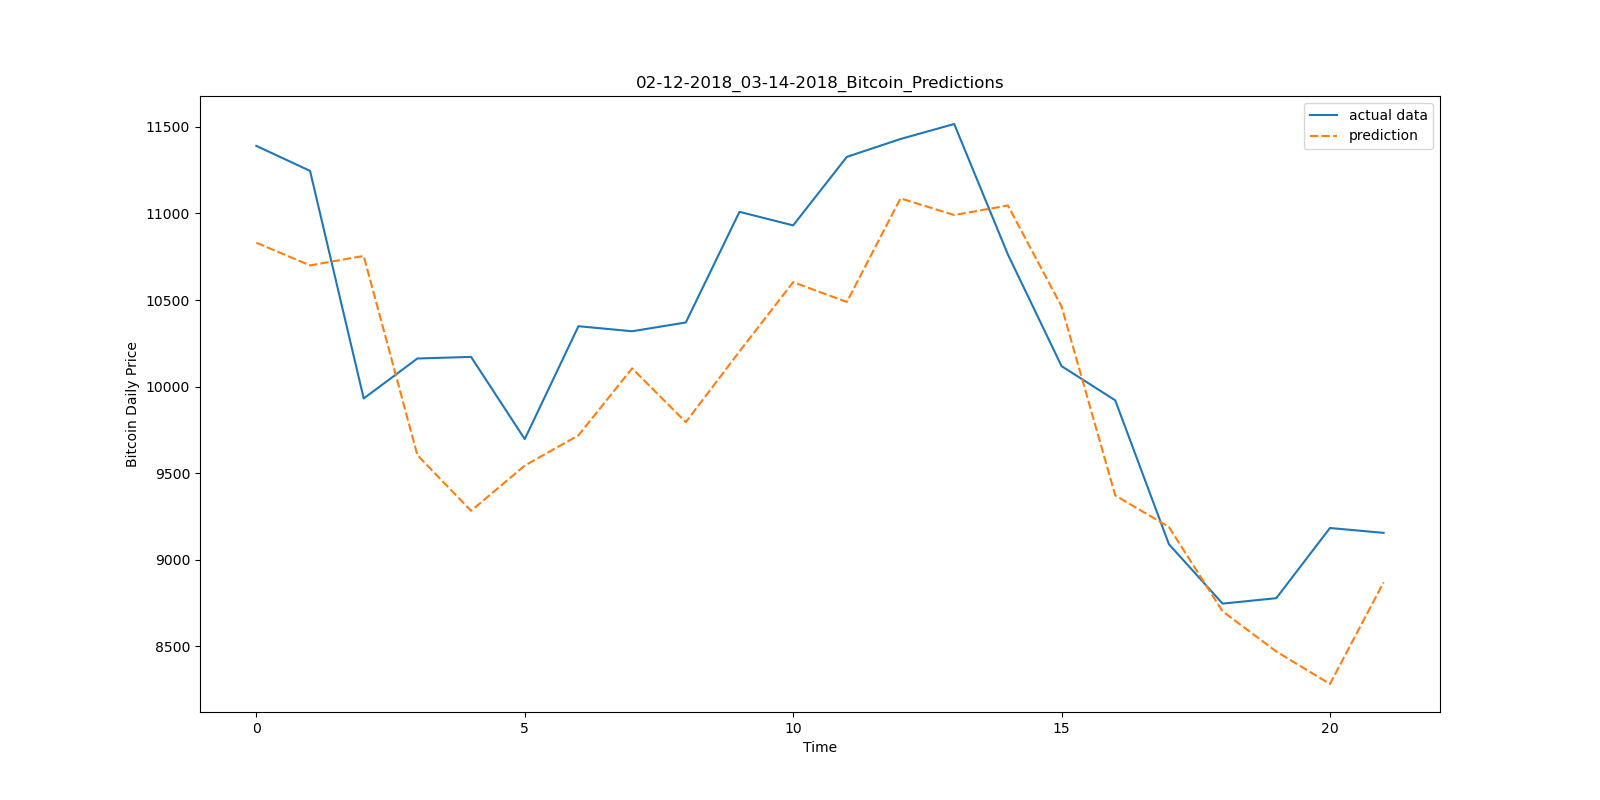 02-12-2018_03-14-2018_Bitcoin_Predictions
actual data
prediction
11500
11000
10500
10000
9500
9000
8500
Bitcoin Daily Price
0 5 10 15 20
Time